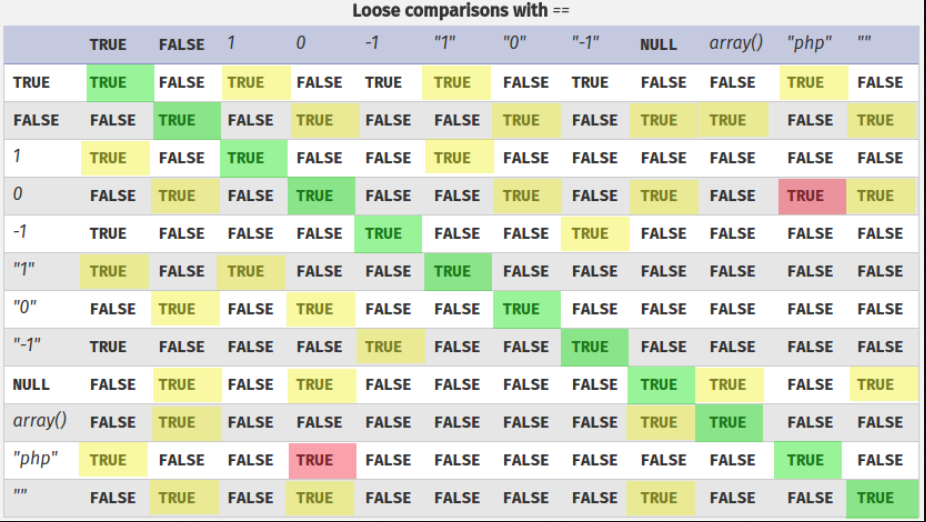 Loose comparisons with ==
TRUE FALSE 1 0 -1 "1" "0" "-1" NULL array() "php" ""
TRUE TRUE FALSE TRUE FALSE TRUE TRUE FALSE TRUE FALSE FALSE TRUE FALSE
FALSE FALSE TRUE FALSE TRUE FALSE FALSE TRUE FALSE TRUE TRUE FALSE TRUE
1 TRUE FALSE TRUE FALSE FALSE TRUE FALSE FALSE FALSE FALSE FALSE FALSE
0 FALSE TRUE FALSE TRUE FALSE FALSE TRUE FALSE TRUE FALSE TRUE TRUE
-1 TRUE FALSE FALSE FALSE TRUE FALSE FALSE TRUE FALSE FALSE FALSE FALSE
"1" TRUE FALSE TRUE FALSE FALSE TRUE FALSE FALSE FALSE FALSE FALSE FALSE
"0" FALSE TRUE FALSE TRUE FALSE FALSE TRUE FALSE FALSE FALSE FALSE FALSE
"-1" TRUE FALSE FALSE FALSE TRUE FALSE FALSE TRUE FALSE FALSE FALSE FALSE
NULL FALSE TRUE FALSE TRUE FALSE FALSE FALSE FALSE TRUE TRUE FALSE TRUE
array() FALSE TRUE FALSE FALSE FALSE FALSE FALSE FALSE TRUE TRUE FALSE FALSE
"php" TRUE FALSE FALSE TRUE FALSE FALSE FALSE FALSE FALSE FALSE TRUE FALSE
"" FALSE TRUE FALSE TRUE FALSE FALSE FALSE FALSE TRUE FALSE FALSE TRUE